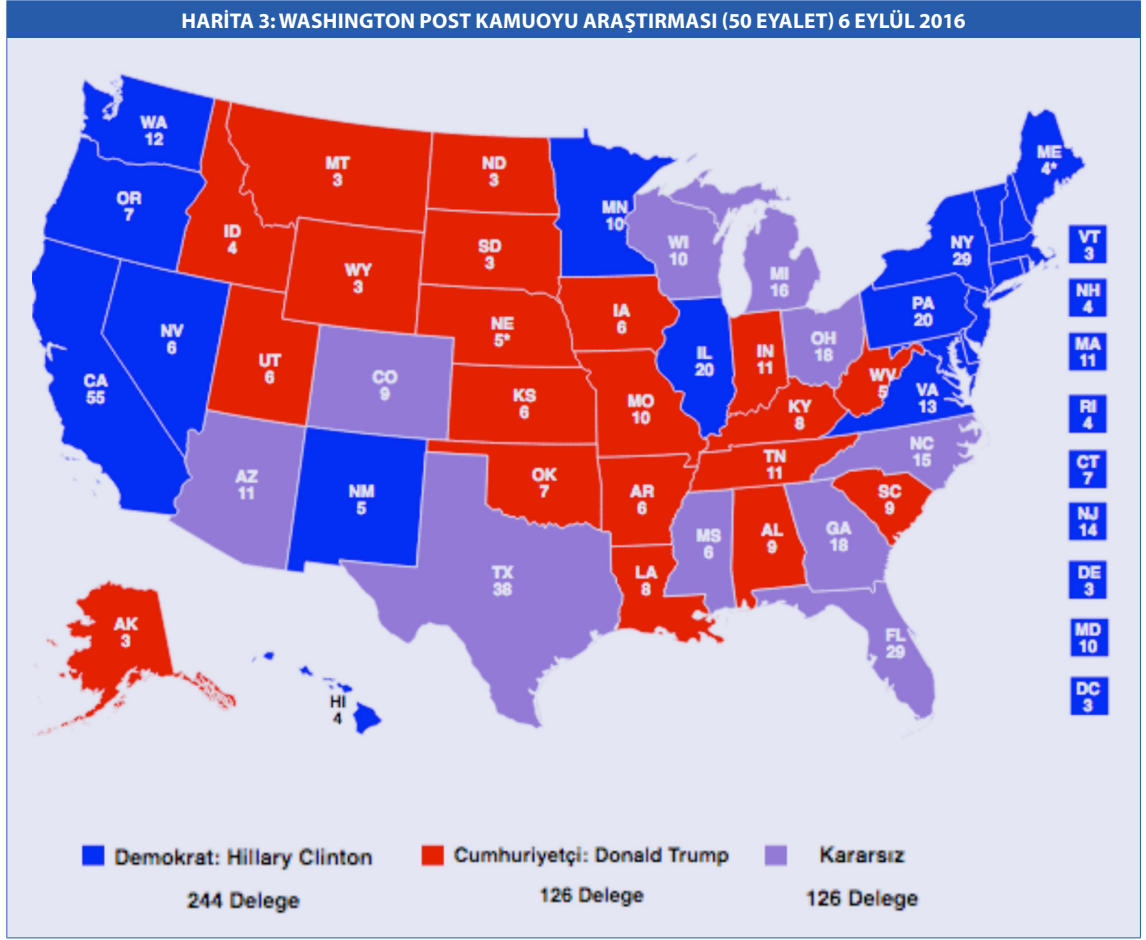 HARİTA 3: WASHINGTON POST KAMUOYU ARAŞTIRMASI (50 EYALET) 6 EYLÜL 2016
WA
12
OR
7
CA
55
NV
6
ID
4
MT
3
WY
3
UT
6
CO
9
AZ
11
NM
5
ND
3
SD
3
NE
5*
KS
6
OK
7
TX
38
MN
10
IA
6
MO
10
AR
6
LA
8
WI
10
IL
20
MI
16
IN
11
OH
18
KY
8
TN
11
MS
6
AL
9
GA
18
FL
29
SC
9
NC
15
VA
13
WV
5
PA
20
NY
29
ME
4*
VT
3
NH
4
MA
11
RI
4
CT
7
NJ
14
DE
3
MD
10
DC
3
AK
3
HI
4
Demokrat: Hillary Clinton
244 Delege
Cumhuriyetçi: Donald Trump
126 Delege
Kararsız
126 Delege